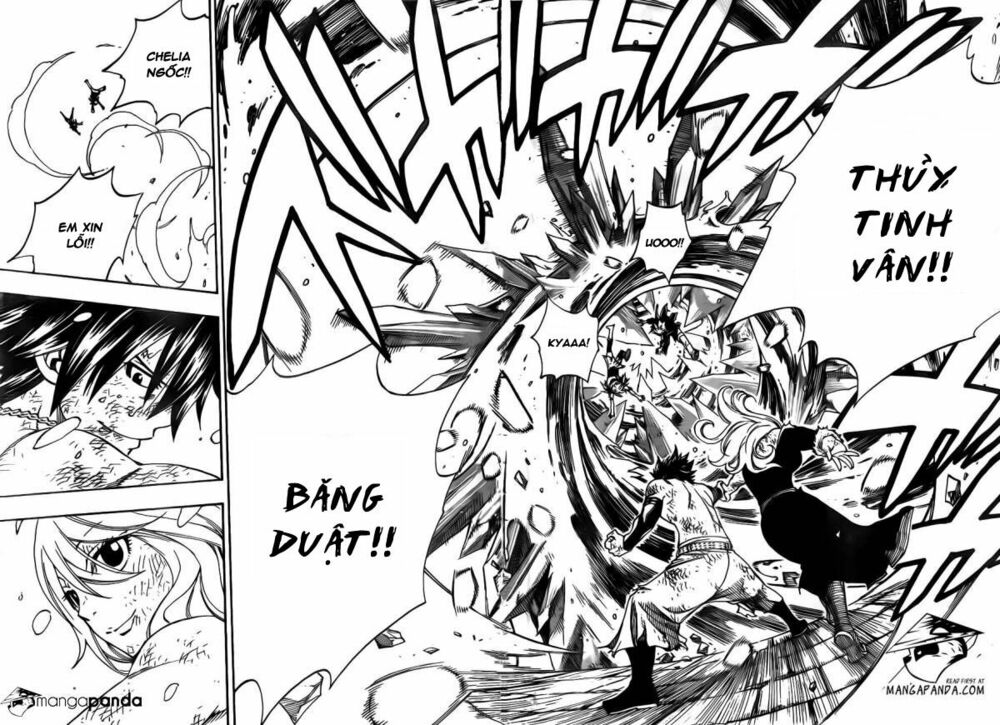 THỦY
TINH
VÂN!!
UOOO!!
KYAAA!
BĂNG
DUẬT!!
CHELIA
NGỐC!!
EM XIN
LỖI!!
mangapanda
READ FIRST AT
MANGAPANDA.COM